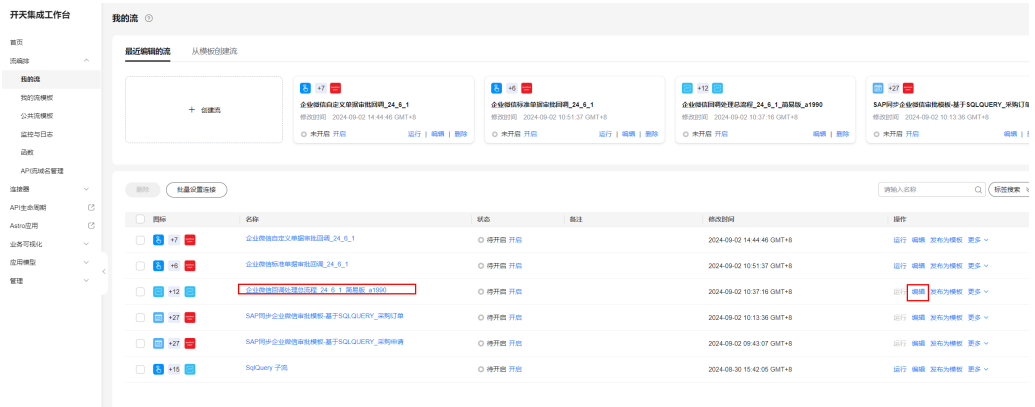 开天集成工作台
首页
流编排
我的流
我的流模板
公共流模板
监控与日志
函数
API流域名管理
连接器
API生命周期
Astro应用
业务可视化
应用模型
管理
我的流
最近编辑的流 从模板创建流
+ 创建流
+7
企业微信自定义单据审批回调_24_6_1
修改时间 2024-09-02 14:44:46 GMT+8
未开启 开启 运行 | 编辑 | 删除
+6
企业微信标准单据审批回调_24_6_1
修改时间 2024-09-02 10:51:37 GMT+8
未开启 开启 运行 | 编辑 | 删除
+12
企业微信回调处理总流程_24_6_1_简易版_a1990
修改时间 2024-09-02 10:37:16 GMT+8
未开启 开启 编辑 | 删除
+27
SAP同步企业微信审批模板-基于SQLQUERY_采购订单
修改时间 2024-09-02 10:13:36 GMT+8
未开启 开启 编辑 |
删除 批量设置连接 请输入名称 标签搜索
图标 名称 状态 备注 修改时间 操作
+7 企业微信自定义单据审批回调_24_6_1 待开启 开启 2024-09-02 14:44:46 GMT+8 运行 编辑 发布为模板 更多
+6 企业微信标准单据审批回调_24_6_1 待开启 开启 2024-09-02 10:51:37 GMT+8 运行 编辑 发布为模板 更多
+12 企业微信回调处理总流程_24_6_1_简易版_a1990 待开启 开启 2024-09-02 10:37:16 GMT+8 运行 编辑 发布为模板 更多
+27 SAP同步企业微信审批模板-基于SQLQUERY_采购订单 待开启 开启 2024-09-02 10:13:36 GMT+8 运行 编辑 发布为模板 更多
+27 SAP同步企业微信审批模板-基于SQLQUERY_采购申请 待开启 开启 2024-09-02 09:43:07 GMT+8 运行 编辑 发布为模板 更多
+15 SqlQuery 子流 待开启 开启 2024-08-30 15:42:05 GMT+8 运行 编辑 发布为模板 更多